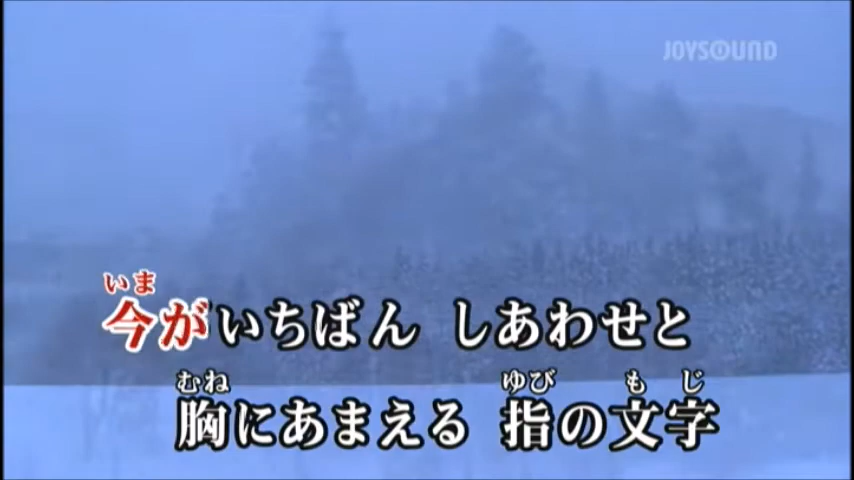 JOYSOUND
いま
今がいちばん しあわせと
むね ゆび もじ
胸にあまえる 指の文字